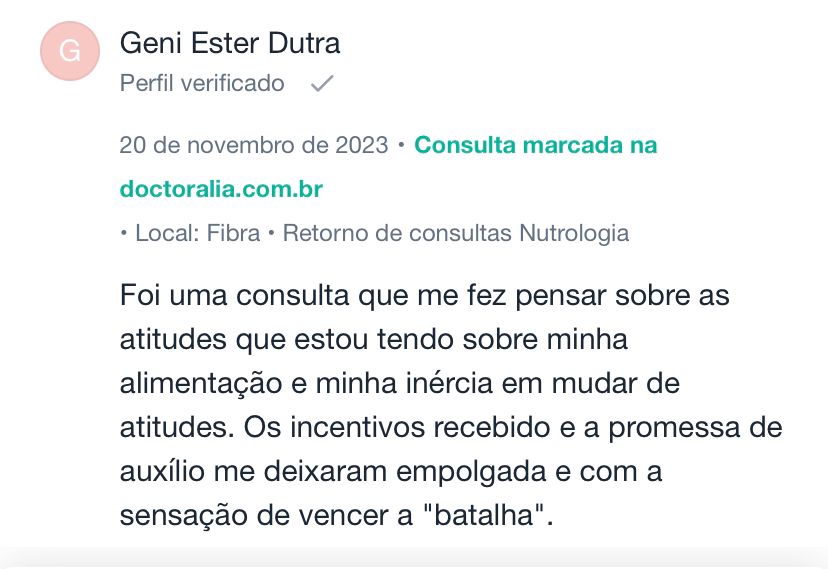 G
Geni Ester Dutra
Perfil verificado
20 de novembro de 2023 • Consulta marcada na
doctoralia.com.br
• Local: Fibra • Retorno de consultas Nutrologia
Foi uma consulta que me fez pensar sobre as
atitudes que estou tendo sobre minha
alimentação e minha inércia em mudar de
atitudes. Os incentivos recebido e a promessa de
auxílio me deixaram empolgada e com a
sensação de vencer a "batalha".